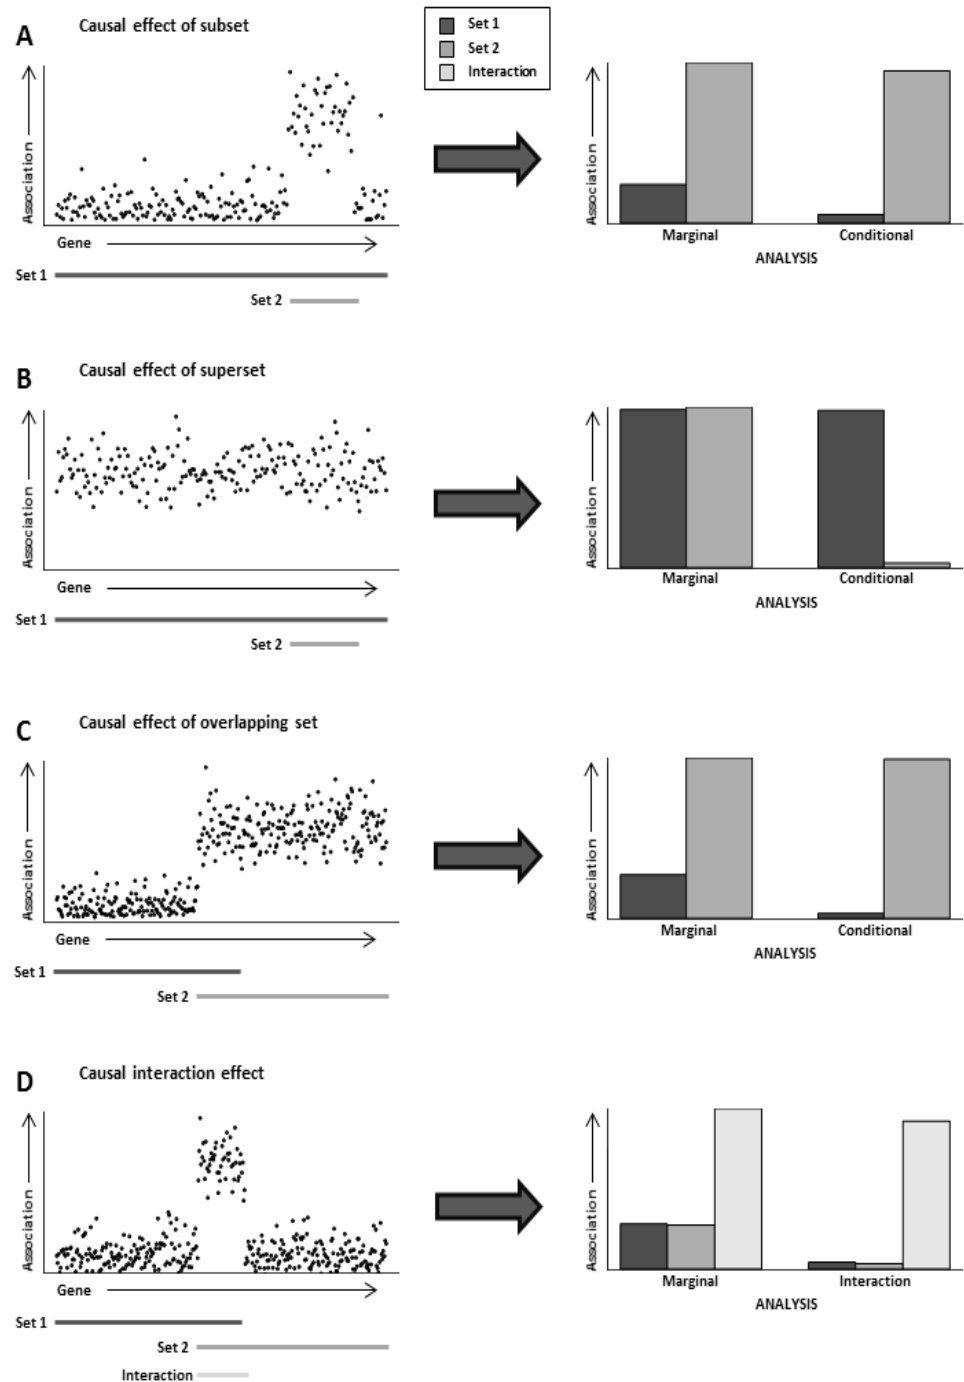 A
Causal effect of subset
Set 1
Set 2
Interaction
Association
Gene
Set 1
Set 2
Association
Marginal
Conditional
ANALYSIS
B
Causal effect of superset
Association
Gene
Set 1
Set 2
Association
Marginal
Conditional
ANALYSIS
C
Causal effect of overlapping set
Association
Gene
Set 1
Set 2
Association
Marginal
Conditional
ANALYSIS
D
Causal interaction effect
Association
Gene
Set 1
Set 2
Interaction
Association
Marginal
Interaction
ANALYSIS